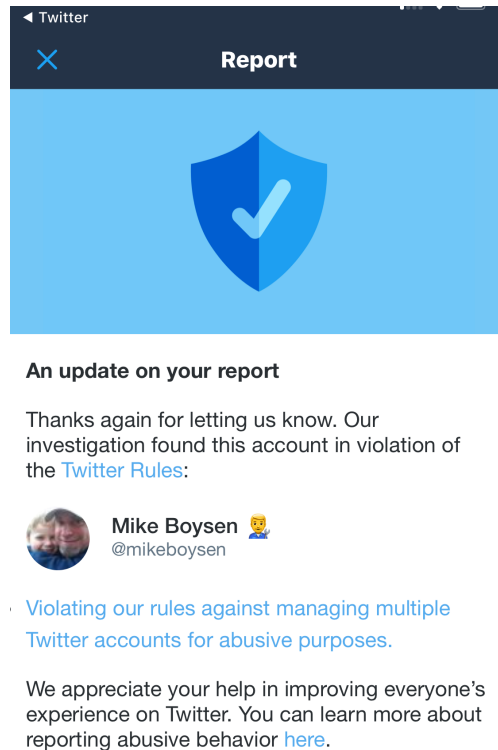 ◀ Twitter
Report
An update on your report
Thanks again for letting us know. Our
investigation found this account in violation of
the Twitter Rules:
Mike Boysen 👨‍🔧
@mikeboysen
Violating our rules against managing multiple
Twitter accounts for abusive purposes.
We appreciate your help in improving everyone’s
experience on Twitter. You can learn more about
reporting abusive behavior here.